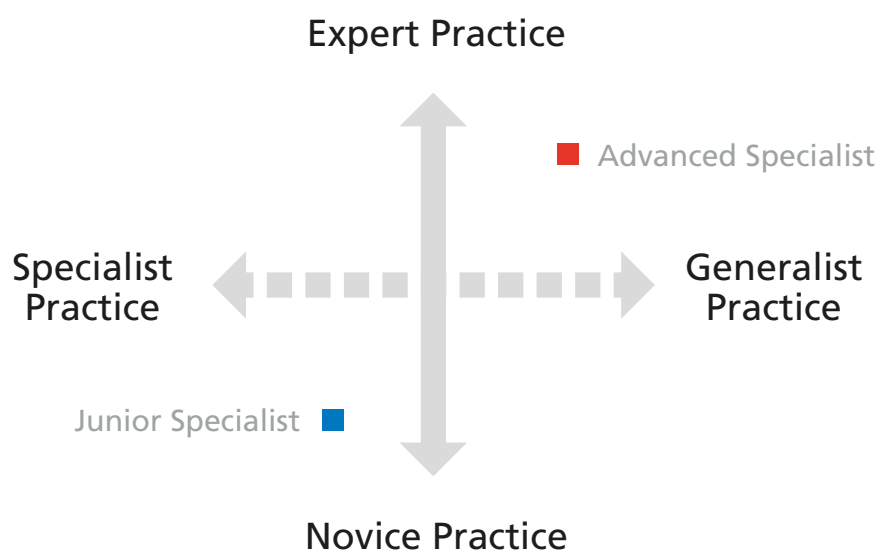 Expert Practice
Advanced Specialist
Specialist
Practice
Generalist
Practice
Junior Specialist
Novice Practice